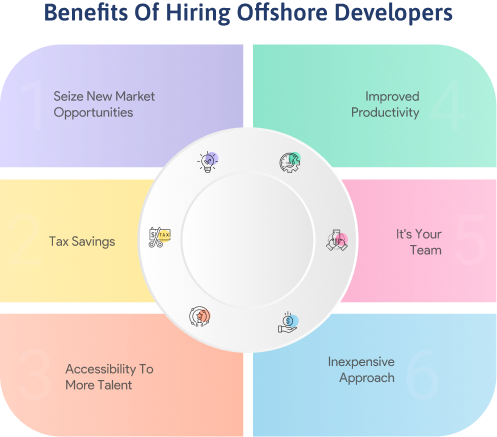 Benefits Of Hiring Offshore Developers
1
Seize New Market
Opportunities
2
Tax Savings
3
Accessibility To
More Talent
4
Improved
Productivity
5
It's Your
Team
6
Inexpensive
Approach
$
TAX
$